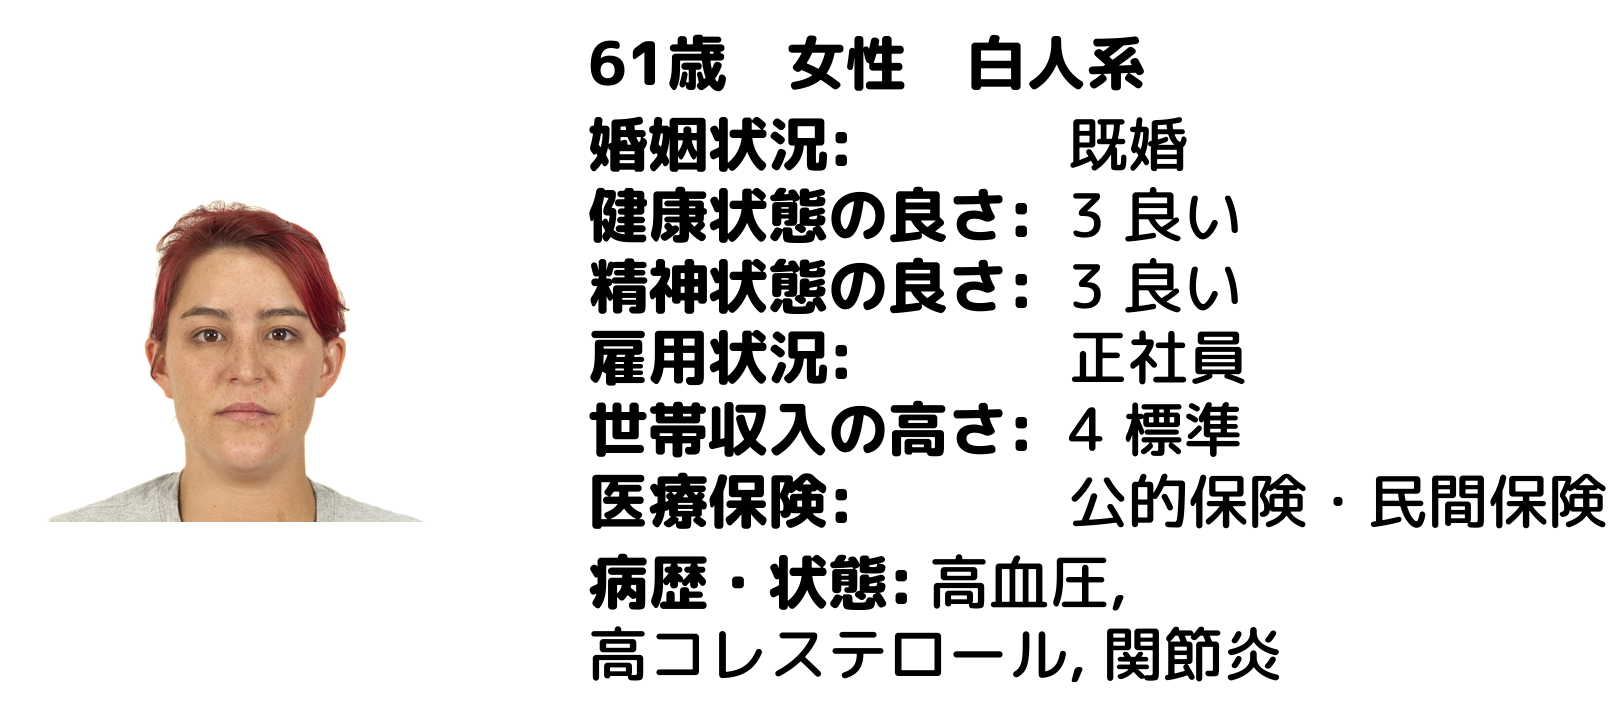 61歳　女性　白人系
婚姻状況: 既婚
健康状態の良さ: 3 良い
精神状態の良さ: 3 良い
雇用状況: 正社員
世帯収入の高さ: 4 標準
医療保険: 公的保険・民間保険
病歴・状態: 高血圧,
高コレステロール, 関節炎